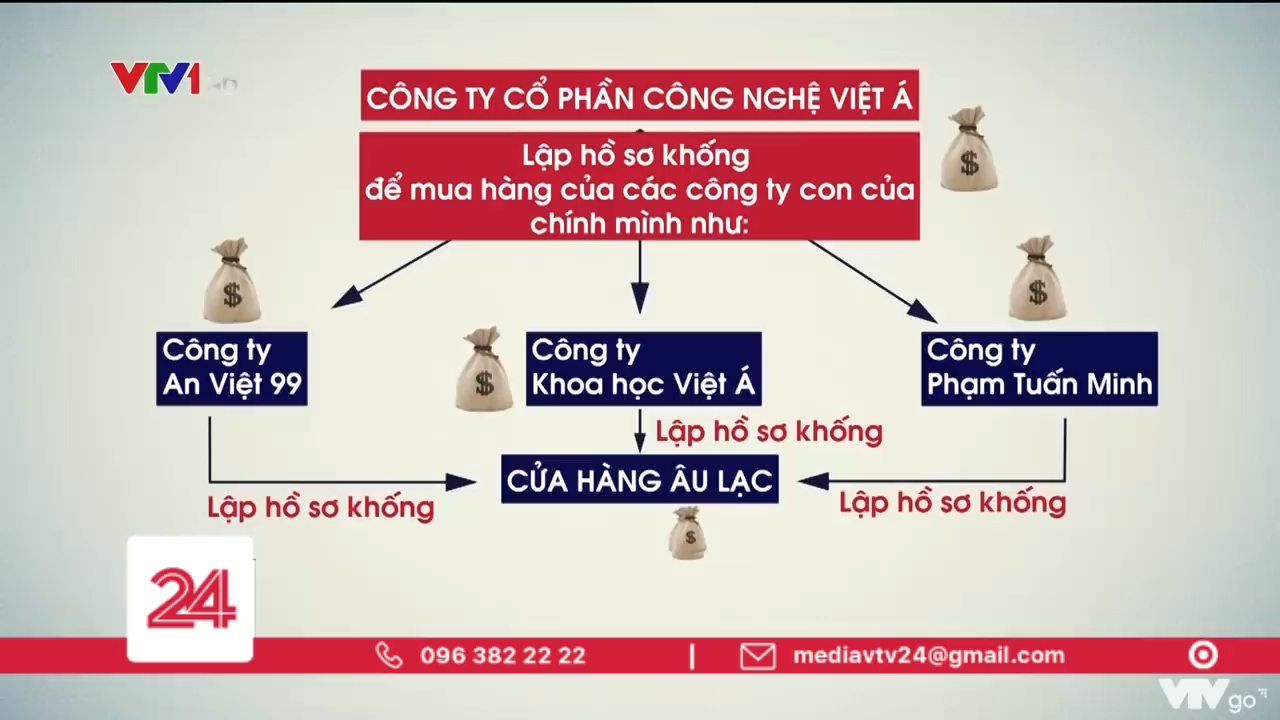 VTV1 HD
CÔNG TY CỔ PHẦN CÔNG NGHỆ VIỆT Á
Lập hồ sơ khống
để mua hàng của các công ty con của
chính mình như:
$
$
$
$
Công ty
An Việt 99
Công ty
Khoa học Việt Á
Công ty
Phạm Tuấn Minh
Lập hồ sơ khống
CỬA HÀNG ÂU LẠC
Lập hồ sơ khống
Lập hồ sơ khống
$
24
096 382 22 22 | mediavtv24@gmail.com
VTV go